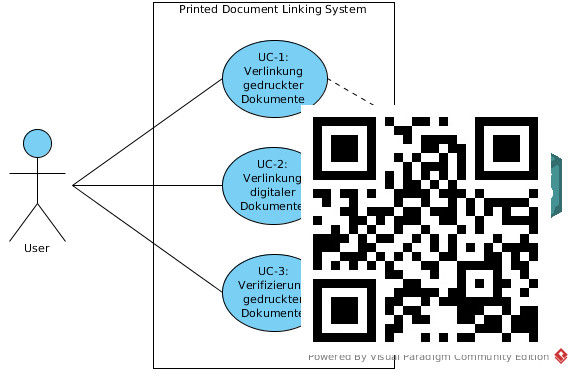 Printed Document Linking System
UC-1:
Verlinkung
gedruckter
Dokumente
UC-2:
Verlinkung
digitaler
Dokumente
UC-3:
Verifizierun
gedruckter
Dokumente
User
Powered By Visual Paradigm Community Edition